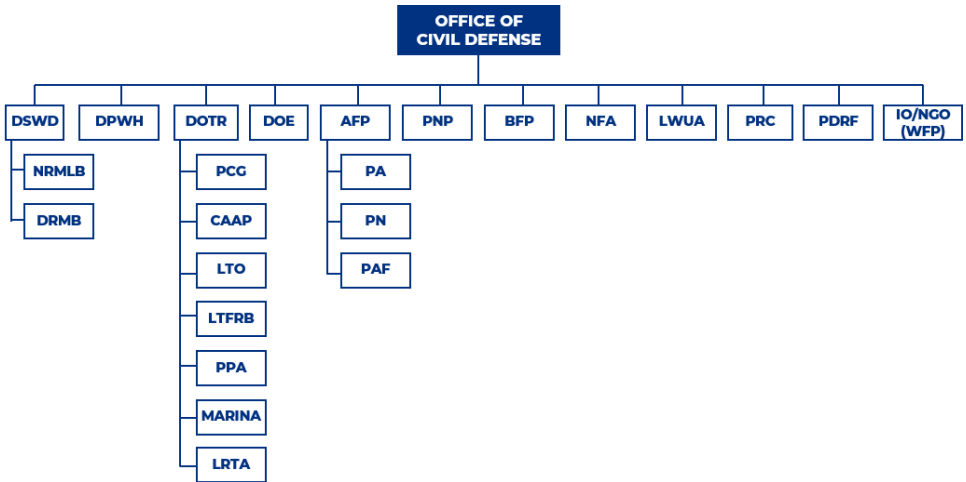 OFFICE OF
CIVIL DEFENSE
DSWD
DPWH
DOTR
DOE
AFP
PNP
BFP
NFA
LWUA
PRC
PDRF
IO/NGO
(WFP)
NRMLB
DRMB
PCG
CAAP
LTO
LTFRB
PPA
MARINA
LRTA
PA
PN
PAF